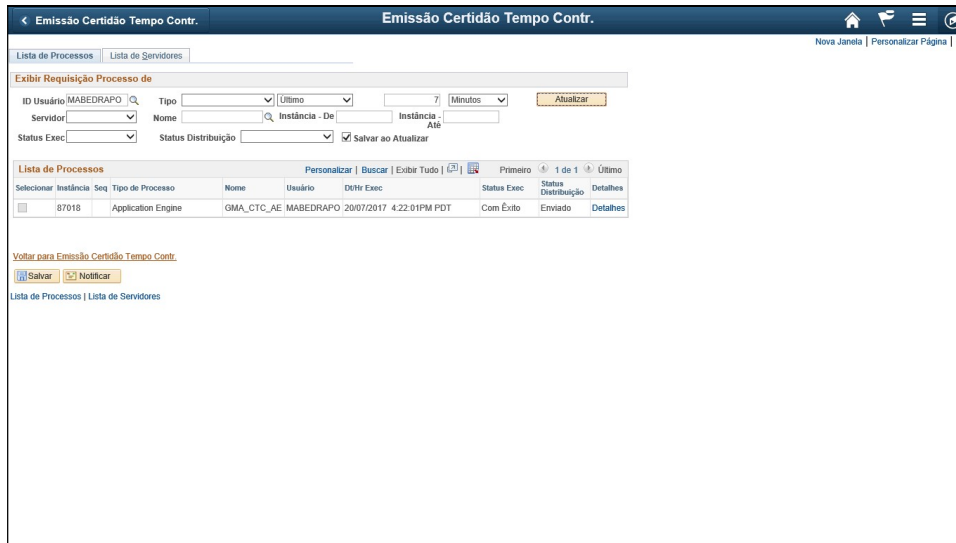 Emissão Certidão Tempo Contr. Emissão Certidão Tempo Contr.
Nova Janela | Personalizar Página |
Lista de Processos Lista de Servidores
Exibir Requisição Processo de
ID Usuário MABEDRAPO Tipo Último 7 Minutos Atualizar
Servidor Nome Instância - De Instância - Até
Status Exec Status Distribuição Salvar ao Atualizar
Lista de Processos Personalizar | Buscar | Exibir Tudo | | Primeiro 1 de 1 Último
Selecionar Instância Seq Tipo de Processo Nome Usuário Dt/Hr Exec Status Exec Status Distribuição Detalhes
87018 Application Engine GMA_CTC_AE MABEDRAPO 20/07/2017 4:22:01PM PDT Com Êxito Enviado Detalhes
Voltar para Emissão Certidão Tempo Contr.
Salvar Notificar
Lista de Processos | Lista de Servidores